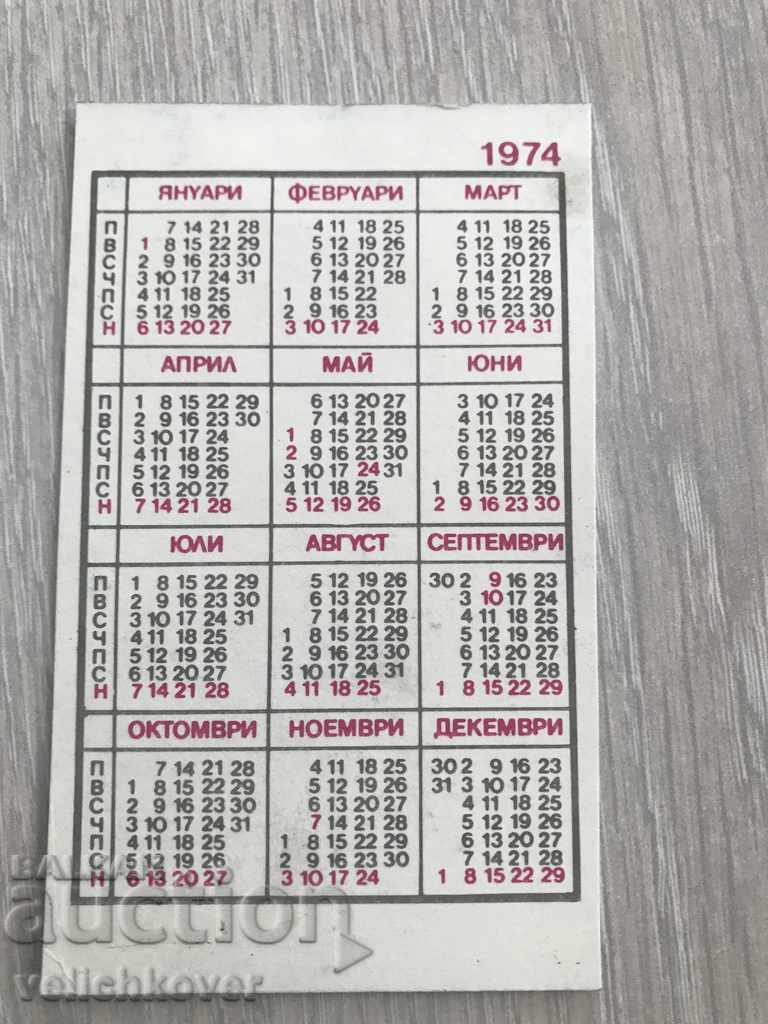 1974
ЯНУАРИ ФЕВРУАРИ МАРТ
П 7 14 21 28 4 11 18 25 4 11 18 25
В 1 8 15 22 29 5 12 19 26 5 12 19 26
С 2 9 16 23 30 6 13 20 27 6 13 20 27
Ч 3 10 17 24 31 7 14 21 28 7 14 21 28
П 4 11 18 25 1 8 15 22 1 8 15 22 29
С 5 12 19 26 2 9 16 23 2 9 16 23 30
Н 6 13 20 27 3 10 17 24 3 10 17 24 31
АПРИЛ МАЙ ЮНИ
П 1 8 15 22 29 6 13 20 27 3 10 17 24
В 2 9 16 23 30 7 14 21 28 4 11 18 25
С 3 10 17 24 1 8 15 22 29 5 12 19 26
Ч 4 11 18 25 2 9 16 23 30 6 13 20 27
П 5 12 19 26 3 10 17 24 31 7 14 21 28
С 6 13 20 27 4 11 18 25 1 8 15 22 29
Н 7 14 21 28 5 12 19 26 2 9 16 23 30
ЮЛИ АВГУСТ СЕПТЕМВРИ
П 1 8 15 22 29 5 12 19 26 30 2 9 16 23
В 2 9 16 23 30 6 13 20 27 3 10 17 24
С 3 10 17 24 31 7 14 21 28 4 11 18 25
Ч 4 11 18 25 1 8 15 22 29 5 12 19 26
П 5 12 19 26 2 9 16 23 30 6 13 20 27
С 6 13 20 27 3 10 17 24 31 7 14 21 28
Н 7 14 21 28 4 11 18 25 1 8 15 22 29
ОКТОМВРИ НОЕМВРИ ДЕКЕМВРИ
П 7 14 21 28 4 11 18 25 30 2 9 16 23
В 1 8 15 22 29 5 12 19 26 31 3 10 17 24
С 2 9 16 23 30 6 13 20 27 4 11 18 25
Ч 3 10 17 24 31 7 14 21 28 5 12 19 26
П 4 11 18 25 1 8 15 22 29 6 13 20 27
С 5 12 19 26 2 9 16 23 30 7 14 21 28
Н 6 13 20 27 3 10 17 24 1 8 15 22 29
BALKAN
auction
velichkover